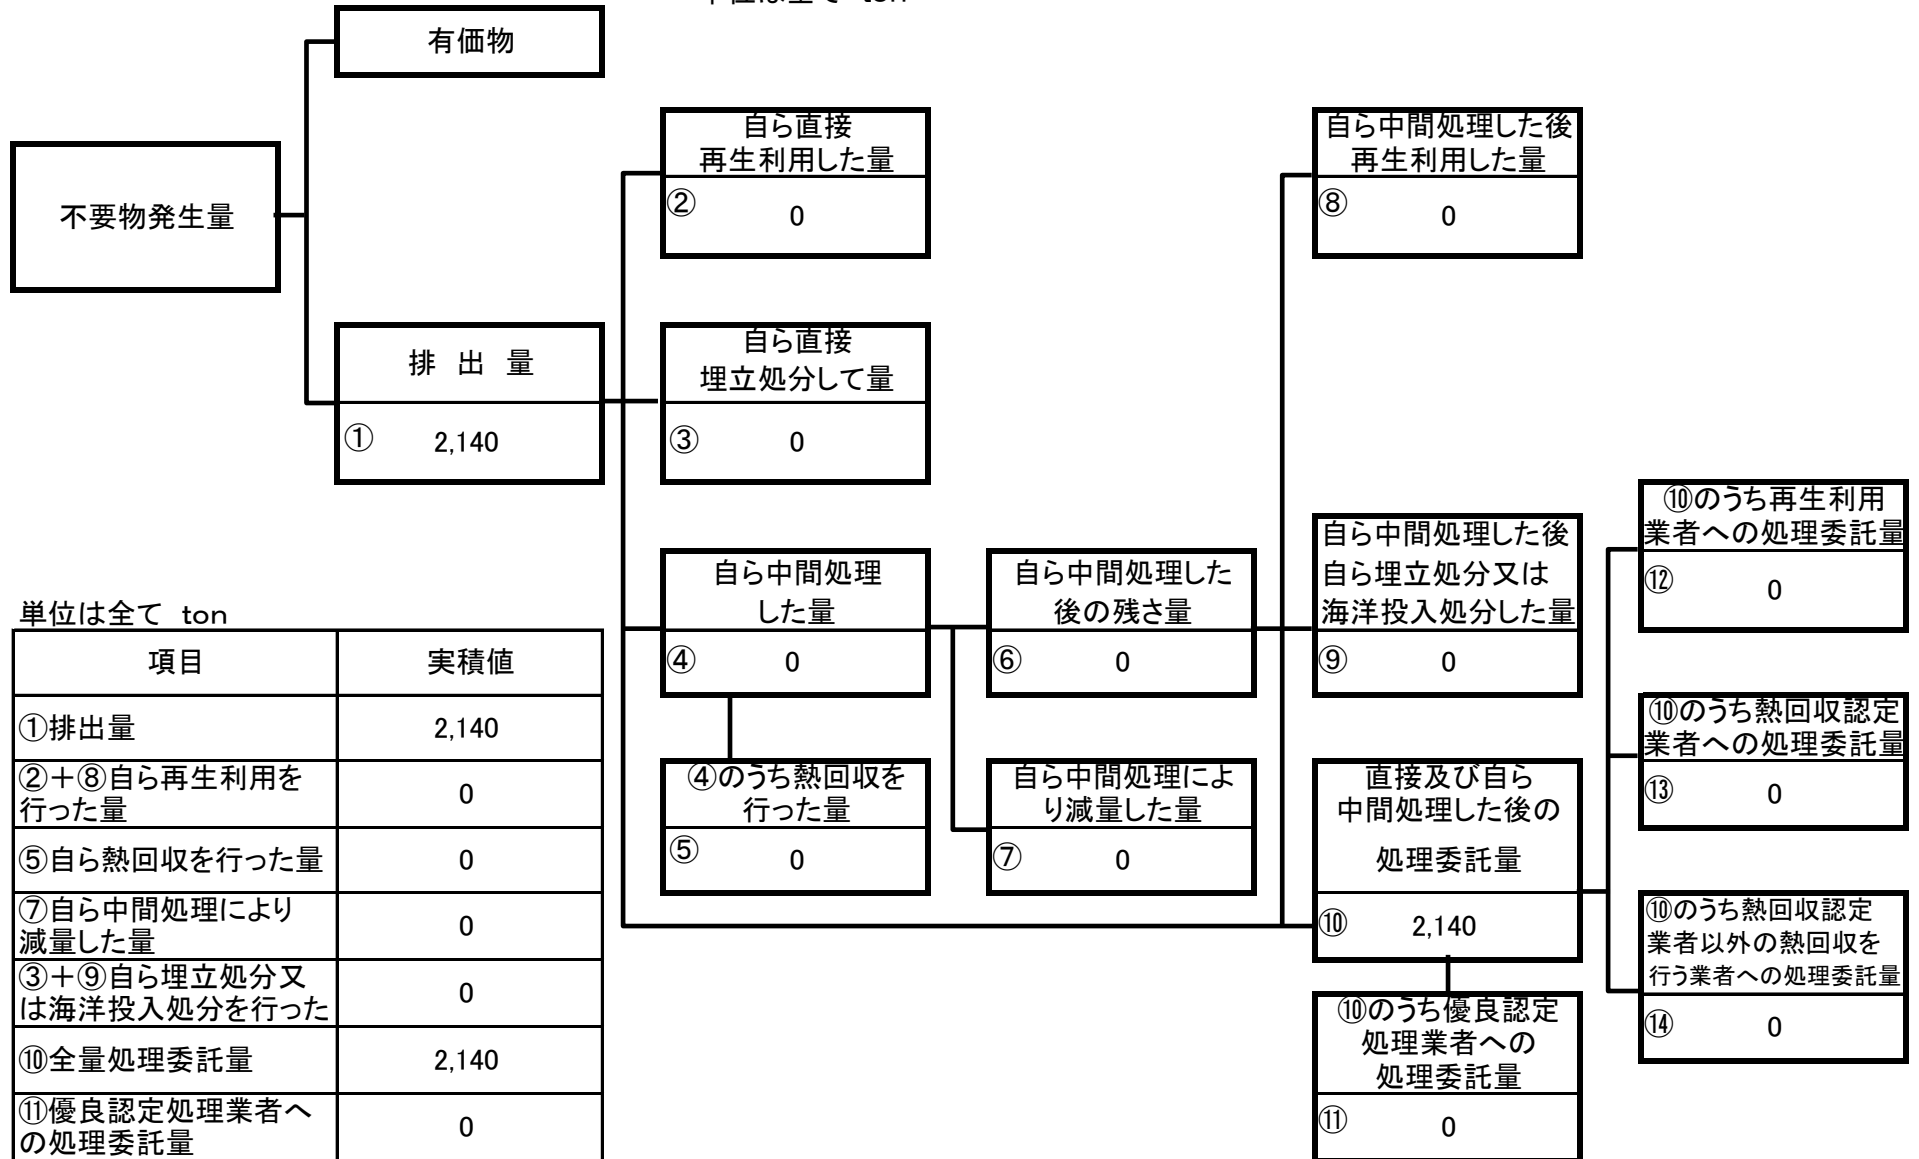 有価物
不要物発生量
排 出 量
① 2,140
自ら直接
再生利用した量
② 0
自ら直接
埋立処分して量
③ 0
自ら中間処理
した量
④ 0
④のうち熱回収を
行った量
⑤ 0
自ら中間処理した
後の残さ量
⑥ 0
自ら中間処理によ
り減量した量
⑦ 0
自ら中間処理した後
再生利用した量
⑧ 0
自ら中間処理した後
自ら埋立処分又は
海洋投入処分した量
⑨ 0
直接及び自ら
中間処理した後の
処理委託量
⑩ 2,140
⑩のうち優良認定
処理業者への
処理委託量
⑪ 0
⑩のうち再生利用
業者への処理委託量
⑫ 0
⑩のうち熱回収認定
業者への処理委託量
⑬ 0
⑩のうち熱回収認定
業者以外の熱回収を
行う業者への処理委託量
⑭ 0
単位は全て ton
項目 実積値
①排出量 2,140
②＋⑧自ら再生利用を
行った量 0
⑤自ら熱回収を行った量 0
⑦自ら中間処理により
減量した量 0
③＋⑨自ら埋立処分又
は海洋投入処分を行った 0
⑩全量処理委託量 2,140
⑪優良認定処理業者へ
の処理委託量 0